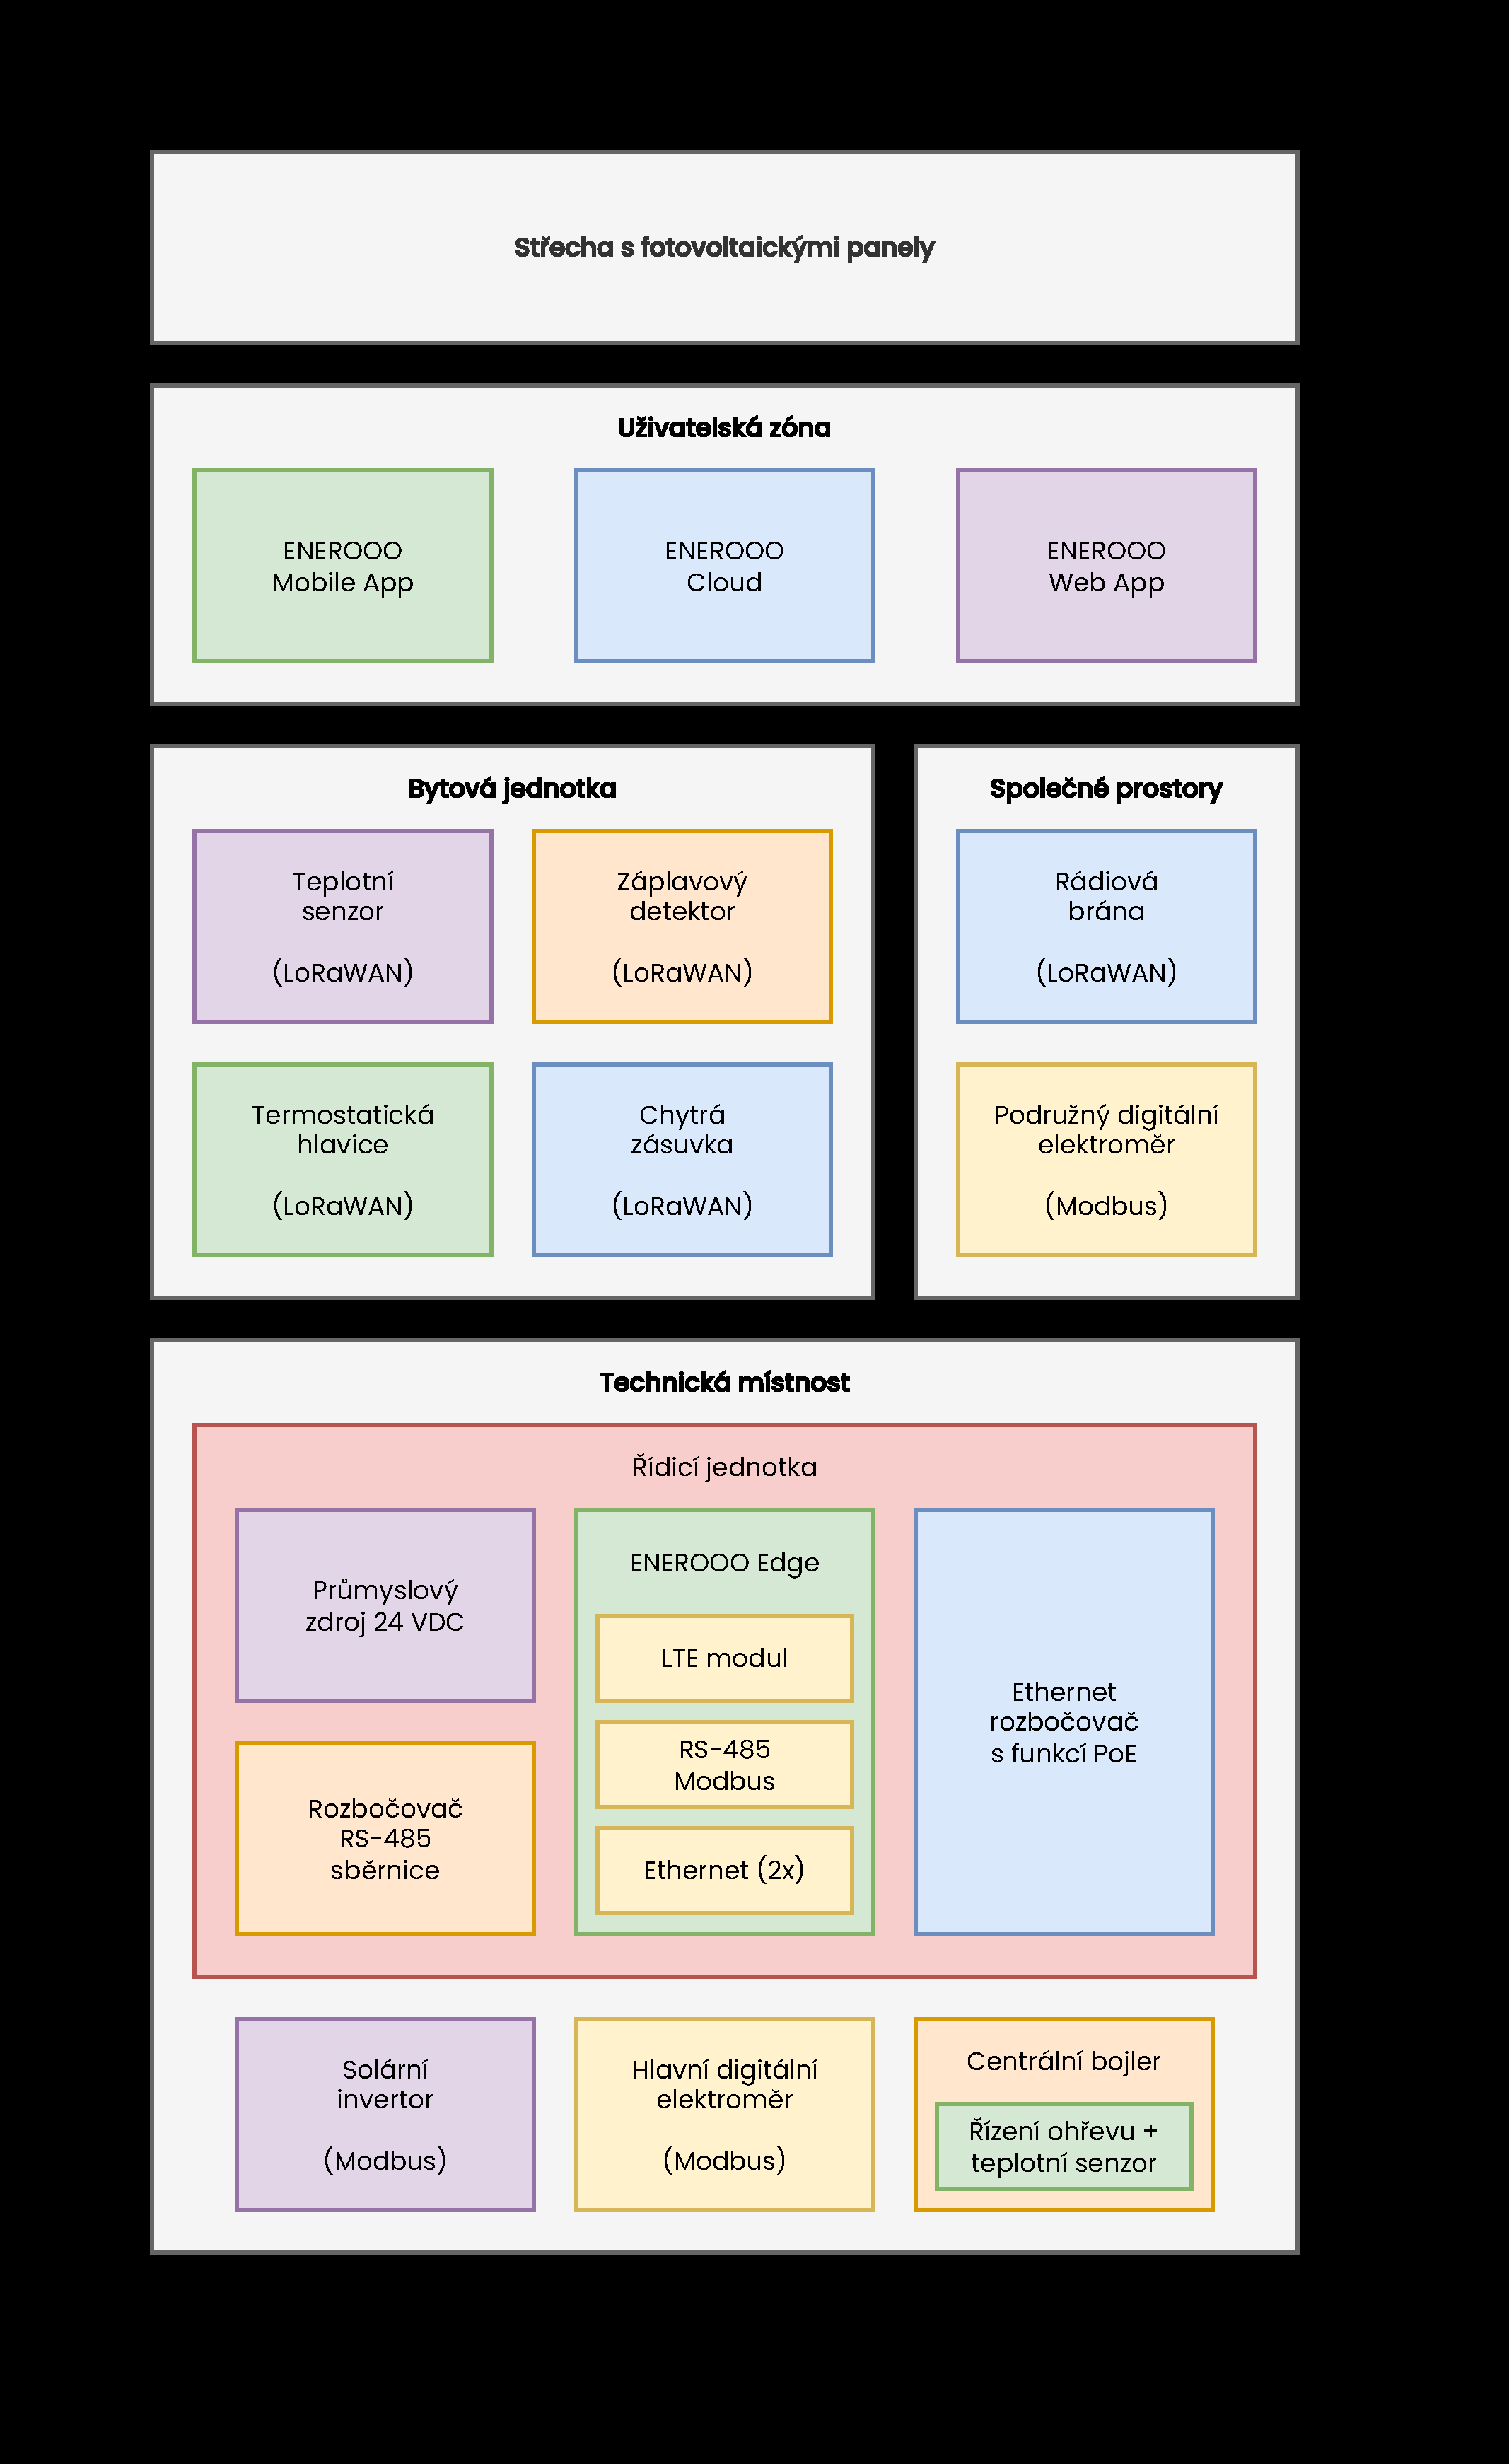 Střecha s fotovoltaickými panely
Uživatelská zóna
ENEROOO
Mobile App
ENEROOO
Cloud
ENEROOO
Web App
Bytová jednotka
Teplotní
senzor
(LoRaWAN)
Záplavový
detektor
(LoRaWAN)
Termostatická
hlavice
(LoRaWAN)
Chytrá
zásuvka
(LoRaWAN)
Společné prostory
Rádiová
brána
(LoRaWAN)
Podružný digitální
elektroměr
(Modbus)
Technická místnost
Řídicí jednotka
Průmyslový
zdroj 24 VDC
Rozbočovač
RS-485
sběrnice
ENEROOO Edge
LTE modul
RS-485
Modbus
Ethernet (2x)
Ethernet
rozbočovač
s funkcí PoE
Solární
invertor
(Modbus)
Hlavní digitální
elektroměr
(Modbus)
Centrální bojler
Řízení ohřevu +
teplotní senzor